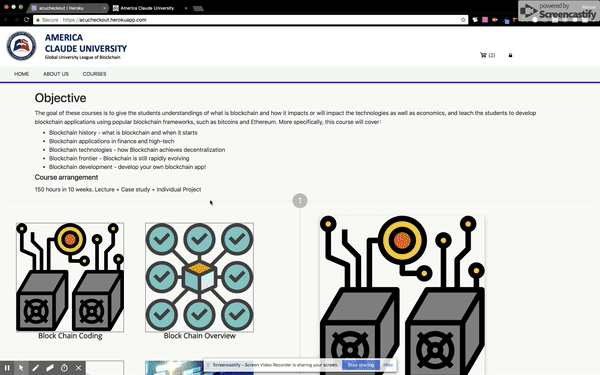 acucheckout | Heroku
America Claude University
powered by
Screencastify
Secure
https://acucheckout.herokuapp.com
AMERICA
CLAUDE UNIVERSITY
Global University League of Blockchain
(2)
HOME
ABOUT US
COURSES
Objective
The goal of these courses is to give the students understandings of what is blockchain and how it impacts or will impact the technologies as well as economics, and teach the students to develop
blockchain applications using popular blockchain frameworks, such as bitcoins and Ethereum. More specifically, this course will cover:
Blockchain history - what is blockchain and when it starts
Blockchain applications in finance and high-tech
Blockchain technologies - how Blockchain achieves decentralization
Blockchain frontier - Blockchain is still rapidly evolving
Blockchain development - develop your own blockchain app!
Course arrangement
150 hours in 10 weeks. Lecture + Case study + Individual Project
1
Block Chain Coding
Block Chain Overview
Screencastify - Screen Video Recorder is sharing your screen.
Stop sharing
Hide